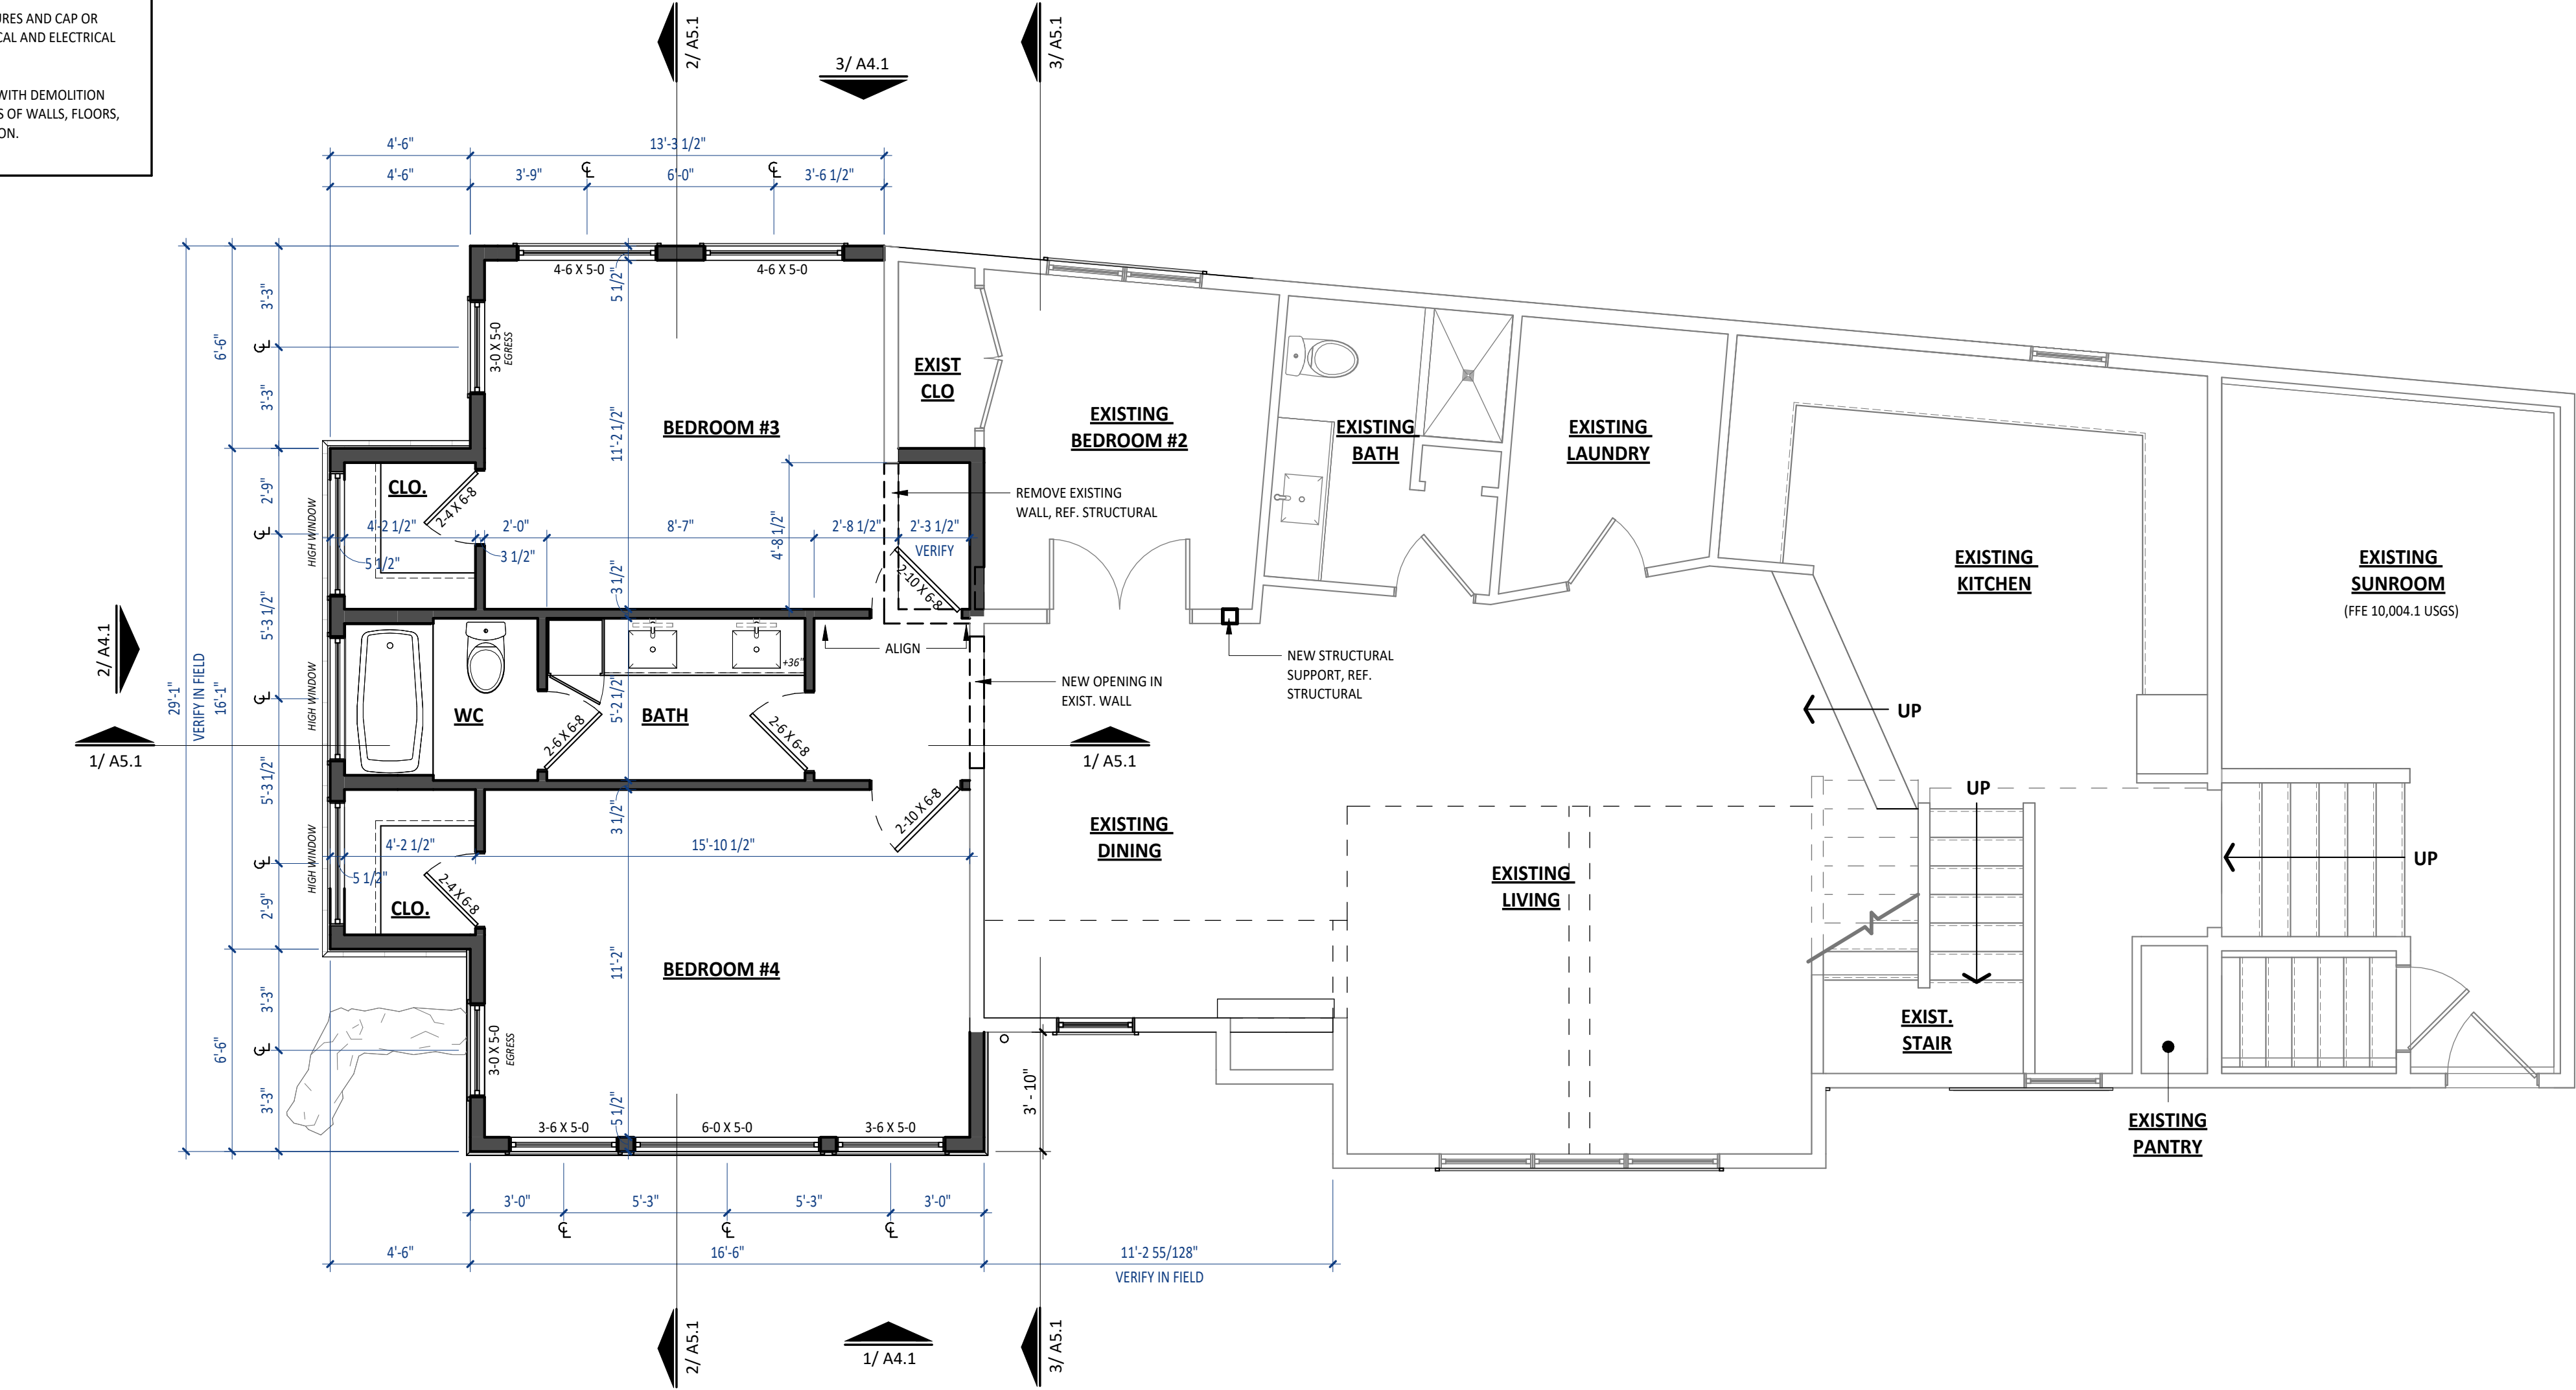 URES AND CAP OR
CAL AND ELECTRICAL
WITH DEMOLITION
S OF WALLS, FLOORS,
ON.
2/ A5.1
3/ A5.1
3/ A4.1
4'-6" 13'-3 1/2"
4'-6" 3'-9" 6'-0" 3'-6 1/2"
4-6 X 5-0 4-6 X 5-0
5 1/2"
3'-3"
6'-6"
3'-3"
3-0 X 5-0
EGRESS
BEDROOM #3
11'-2 1/2"
EXIST
CLO
EXISTING
BEDROOM #2
EXISTING
BATH
EXISTING
LAUNDRY
CLO.
2-4 X 6-8
2'-9"
HIGH WINDOW
REMOVE EXISTING
WALL, REF. STRUCTURAL
4'-2 1/2" 2'-0" 8'-7" 2'-8 1/2" 2'-3 1/2"
VERIFY
4'-8 1/2"
5 1/2"
3 1/2"
3 1/2"
2-10 X 6-8
EXISTING
KITCHEN
EXISTING
SUNROOM
(FFE 10,004.1 USGS)
2/ A4.1
29'-1"
VERIFY IN FIELD
16'-1"
5'-3 1/2"
HIGH WINDOW
ALIGN
+36"
NEW STRUCTURAL
SUPPORT, REF.
STRUCTURAL
NEW OPENING IN
EXIST. WALL
WC
2-6 X 6-8
BATH
5'-2 1/2"
2-6 X 6-8
UP
1/ A5.1
1/ A5.1
5'-3 1/2"
UP
3 1/2"
2-10 X 6-8
EXISTING
DINING
HIGH WINDOW
4'-2 1/2" 15'-10 1/2"
5 1/2"
2-4 X 6-8
CLO.
2'-9"
UP
EXISTING
LIVING
BEDROOM #4
11'-2"
3'-3"
6'-6"
3'-3"
3-0 X 5-0
EGRESS
EXIST.
STAIR
3' - 10"
5 1/2"
3-6 X 5-0 6-0 X 5-0 3-6 X 5-0
EXISTING
PANTRY
3'-0" 5'-3" 5'-3" 3'-0"
4'-6" 16'-6" 11'-2 55/128"
VERIFY IN FIELD
2/ A5.1
1/ A4.1
3/ A5.1